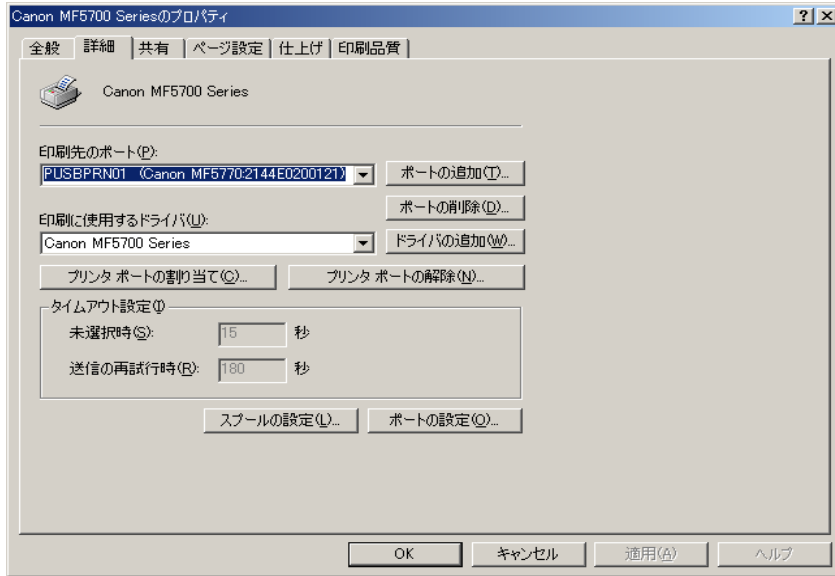 Canon MF5700 Seriesのプロパティ
全般 詳細 共有 ページ設定 仕上げ 印刷品質
Canon MF5700 Series
印刷先のポート(P):
PUSBPRN01 (Canon MF5770:2144E0200121) ポートの追加(T)...
ポートの削除(D)...
印刷に使用するドライバ(U):
Canon MF5700 Series ドライバの追加(W)...
プリンタ ポートの割り当て(C)... プリンタ ポートの解除(N)...
タイムアウト設定(I)
未選択時(S): 15 秒
送信の再試行時(R): 180 秒
スプールの設定(L)... ポートの設定(O)...
OK キャンセル 適用(A) ヘルプ